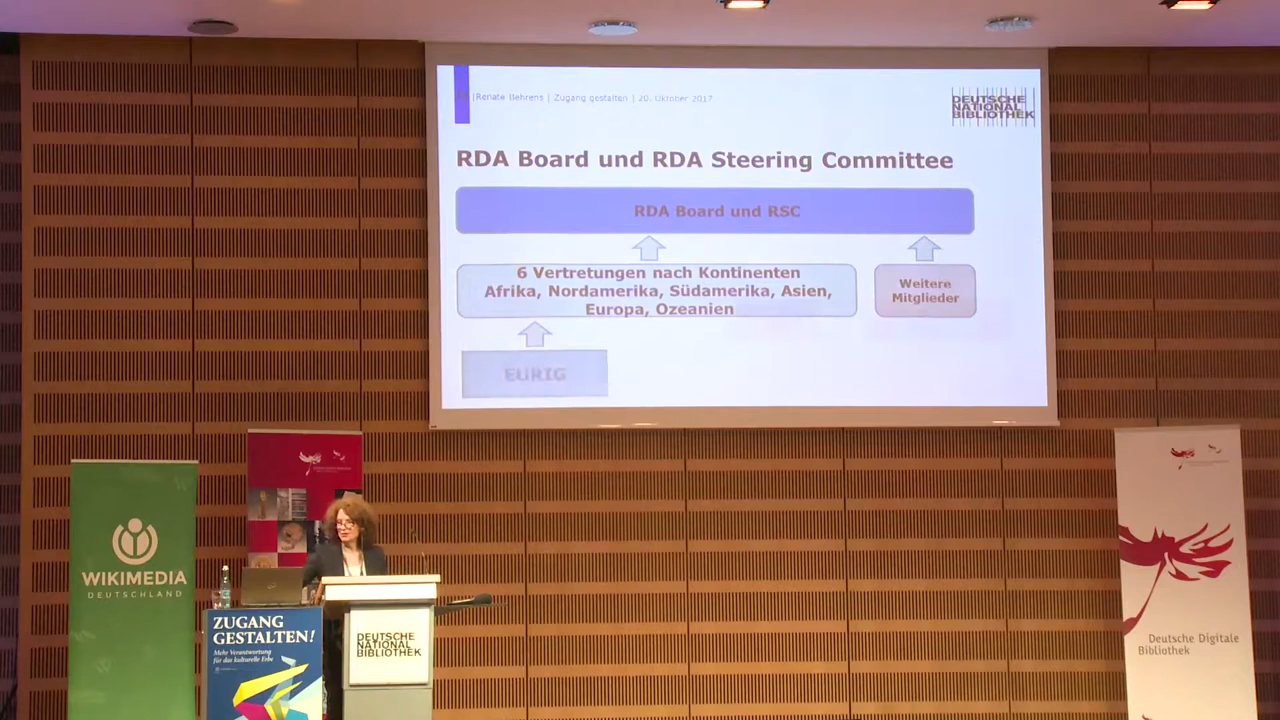 |Renate Behrens | Zugang gestalten | 20. Oktober 2017
DEUTSCHE
NATIONAL
BIBLIOTHEK
RDA Board und RDA Steering Committee
RDA Board und RSC
6 Vertretungen nach Kontinenten
Afrika, Nordamerika, Südamerika, Asien,
Europa, Ozeanien
Weitere
Mitglieder
EURIG
WIKIMEDIA
DEUTSCHLAND
ZUGANG
GESTALTEN!
Mehr Verantwortung
für das kulturelle Erbe
DEUTSCHE
NATIONAL
BIBLIOTHEK
Deutsche Digitale
Bibliothek